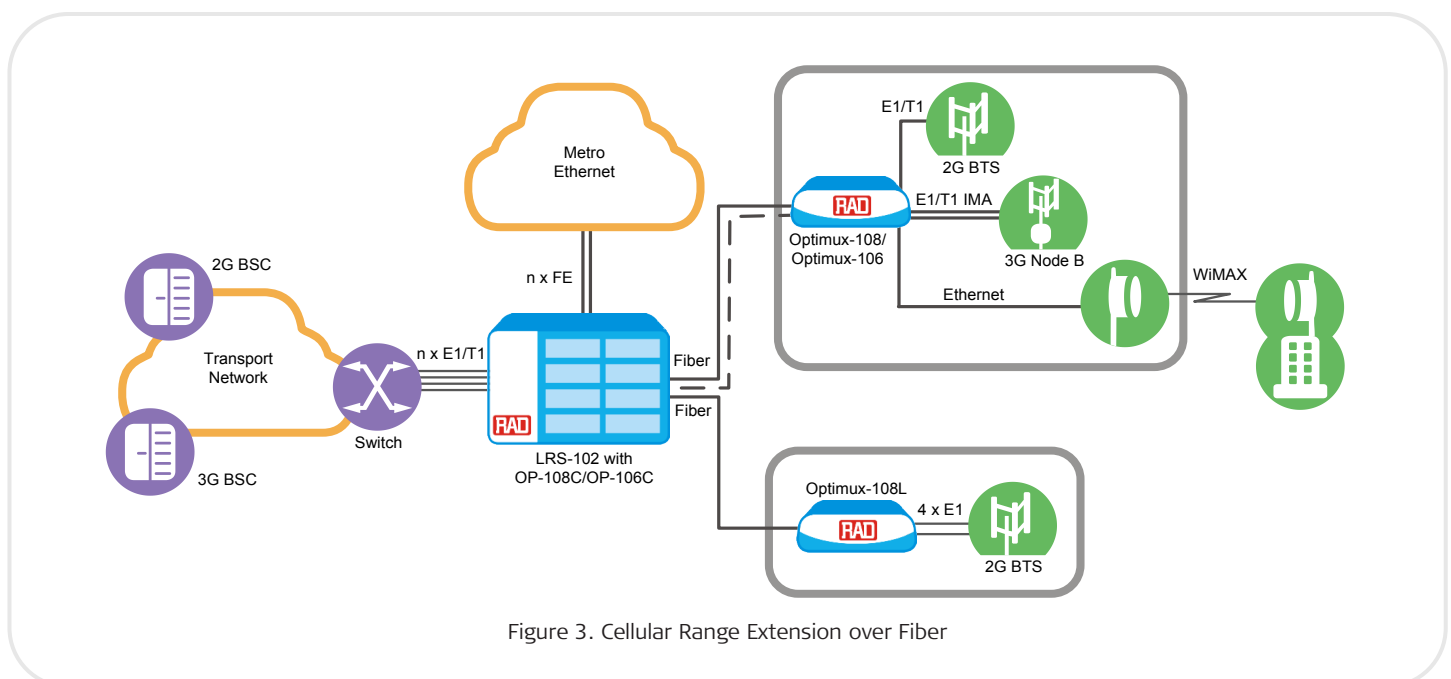 Metro
Ethernet
n x FE
2G BSC
Transport
Network
3G BSC
Switch
n x E1/T1
RAD
LRS-102 with
OP-108C/OP-106C
Fiber
Fiber
E1/T1
2G BTS
RAD
E1/T1 IMA
Optimux-108/
Optimux-106
3G Node B
Ethernet
WiMAX
Optimux-108L
RAD
4 x E1
2G BTS
Figure 3. Cellular Range Extension over Fiber